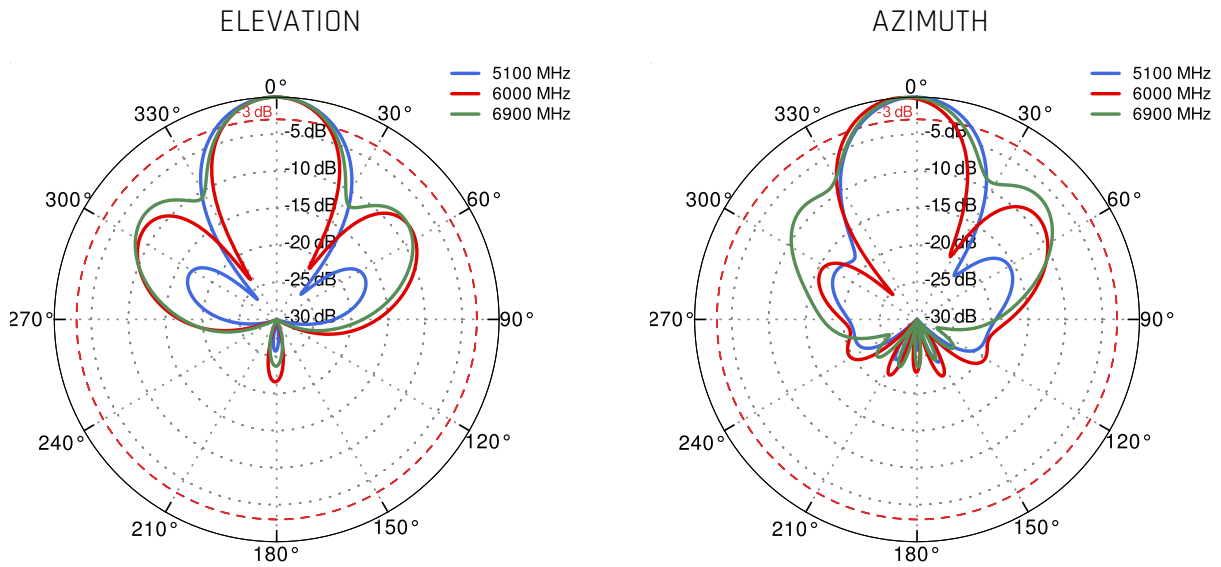 ELEVATION
5100 MHz
6000 MHz
6900 MHz
0°
30°
60°
90°
120°
150°
180°
210°
240°
270°
300°
330°
-3 dB
-5 dB
-10 dB
-15 dB
-20 dB
-25 dB
-30 dB
AZIMUTH
5100 MHz
6000 MHz
6900 MHz
0°
30°
60°
90°
120°
150°
180°
210°
240°
270°
300°
330°
-3 dB
-5 dB
-10 dB
-15 dB
-20 dB
-25 dB
-30 dB